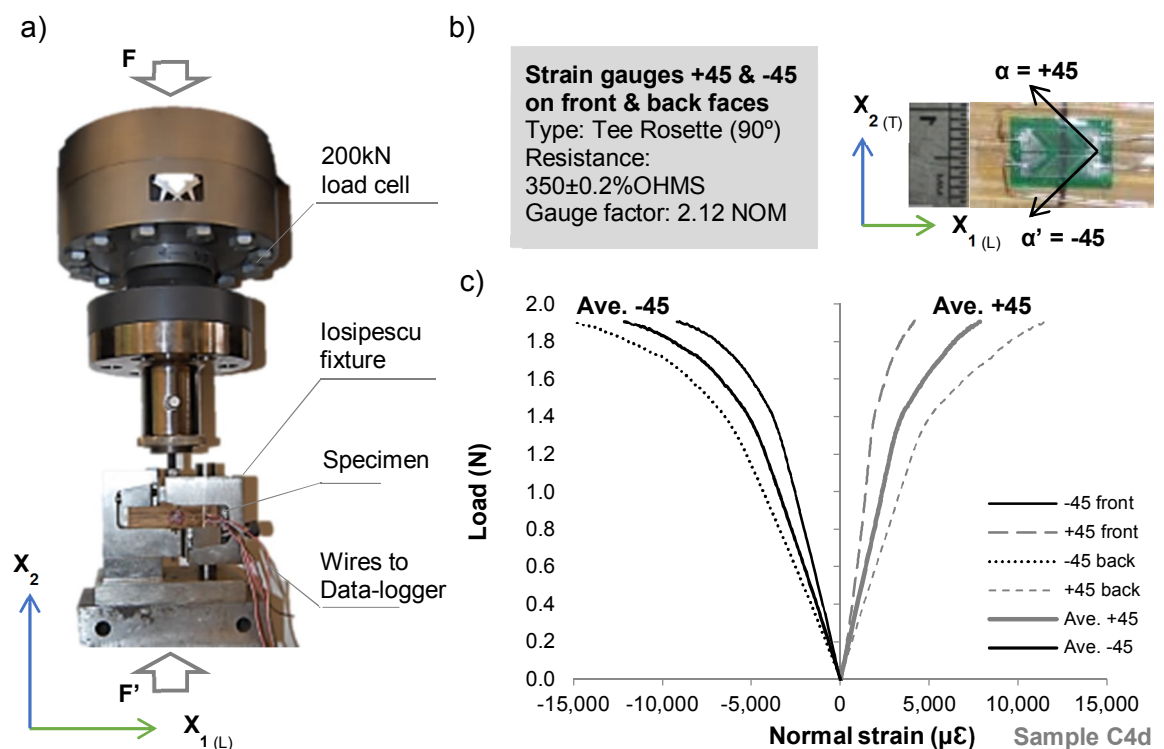 a)
F
200kN
load cell
Iosipescu
fixture
Specimen
Wires to
Data-logger
X2
F'
X1 (L)
b)
Strain gauges +45 & -45
on front & back faces
Type: Tee Rosette (90º)
Resistance:
350±0.2%OHMS
Gauge factor: 2.12 NOM
α = +45
X2 (T)
1
α' = -45
X1 (L)
c)
Ave. -45
Ave. +45
2.0
1.8
1.6
1.4
1.2
1.0
0.8
0.6
0.4
0.2
0.0
Load (N)
-45 front
+45 front
-45 back
+45 back
Ave. +45
Ave. -45
-15,000 -10,000 -5,000 0 5,000 10,000 15,000
Normal strain (µƐ)
Sample C4d